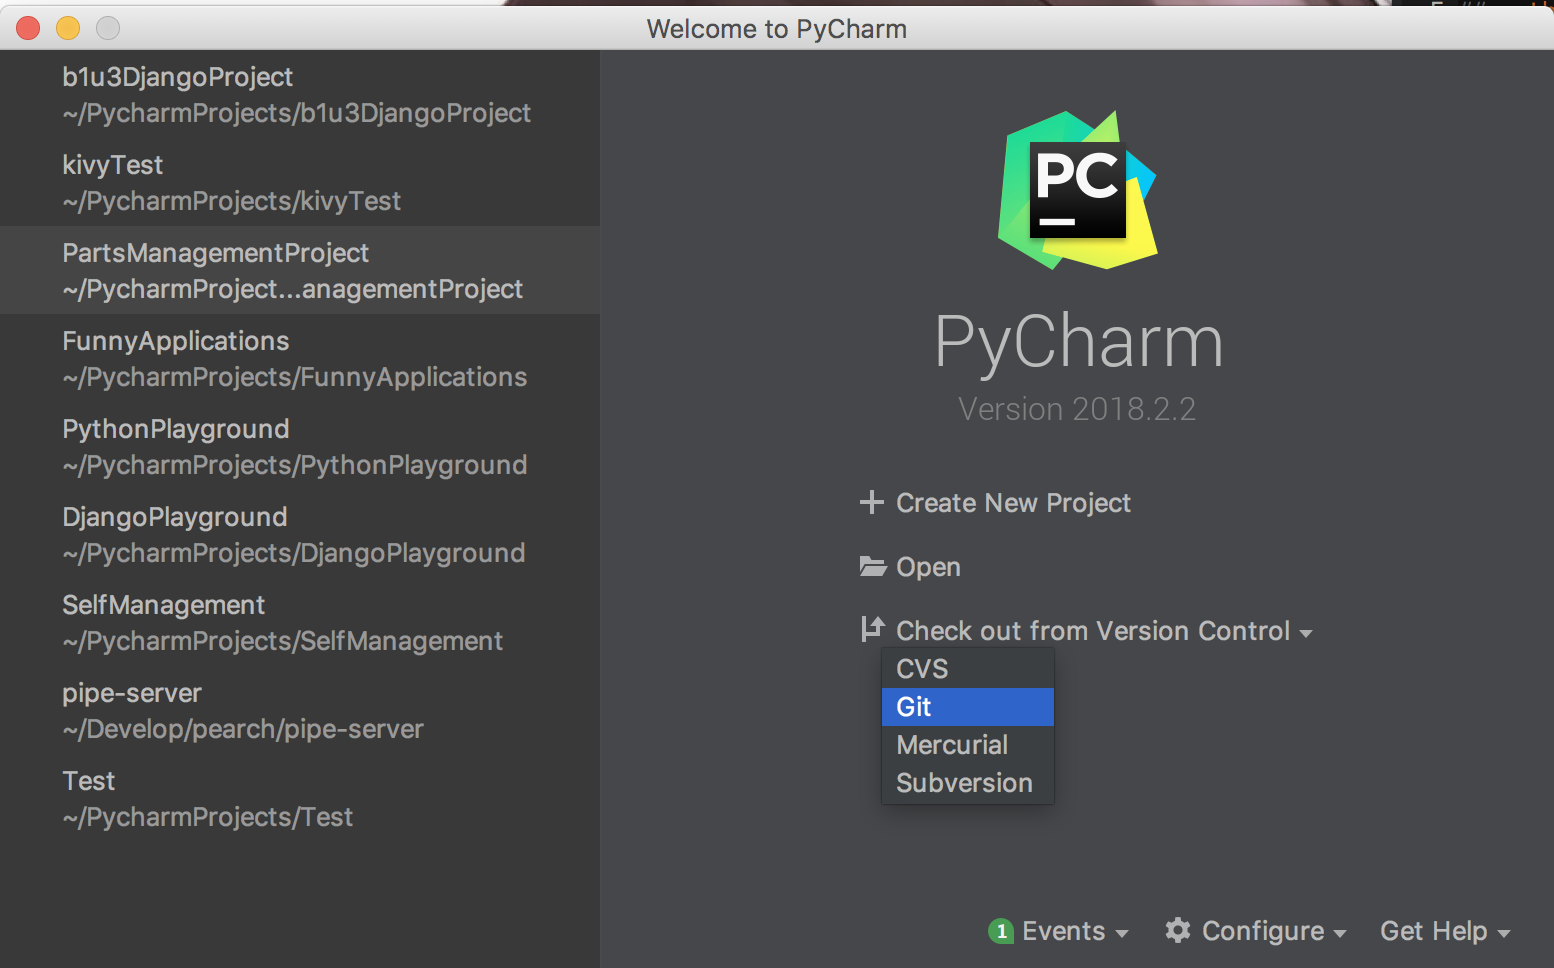 Welcome to PyCharm
b1u3DjangoProject
~/PycharmProjects/b1u3DjangoProject
kivyTest
~/PycharmProjects/kivyTest
PartsManagementProject
~/PycharmProject...anagementProject
FunnyApplications
~/PycharmProjects/FunnyApplications
PythonPlayground
~/PycharmProjects/PythonPlayground
DjangoPlayground
~/PycharmProjects/DjangoPlayground
SelfManagement
~/PycharmProjects/SelfManagement
pipe-server
~/Develop/pearch/pipe-server
Test
~/PycharmProjects/Test
PC
PyCharm
Version 2018.2.2
Create New Project
Open
Check out from Version Control
CVS
Git
Mercurial
Subversion
1 Events
Configure
Get Help